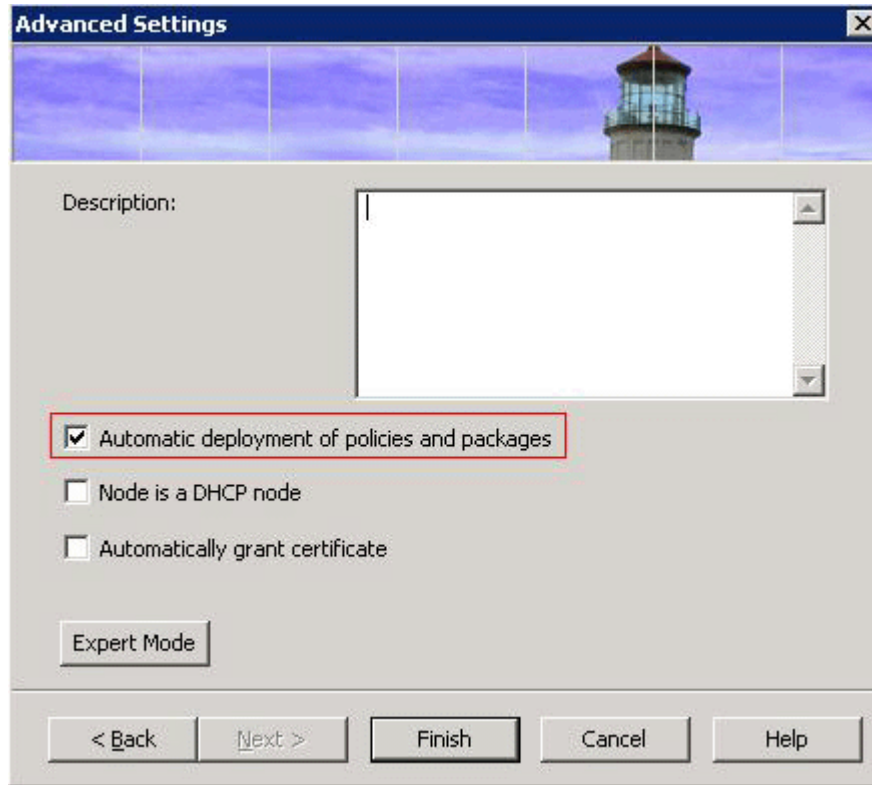 Advanced Settings
Description:
Automatic deployment of policies and packages
Node is a DHCP node
Automatically grant certificate
Expert Mode
< Back Next > Finish Cancel Help